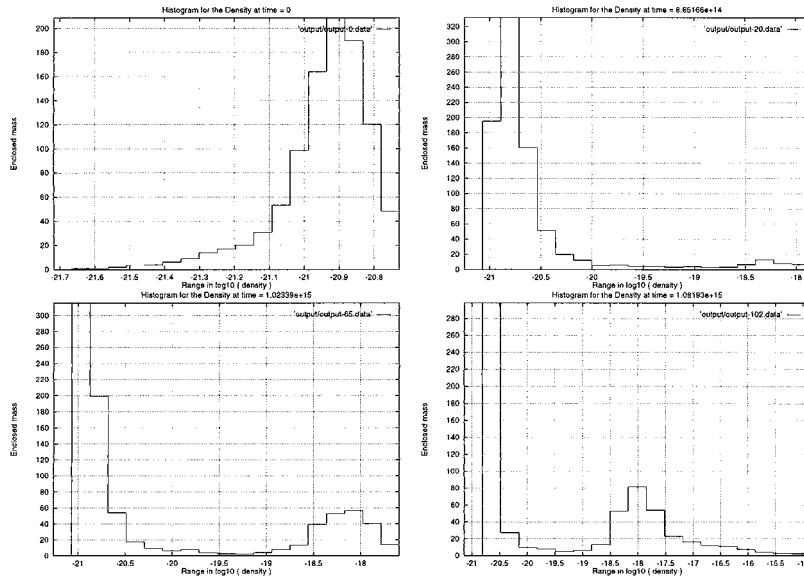 Histogram for the Density at time = 0
'output/output-0.data'
Enclosed mass
200
180
160
140
120
100
80
60
40
20
0
-21.7 -21.6 -21.5 -21.4 -21.3 -21.2 -21.1 -21 -20.9 -20.8
Range in log10 ( density )
Histogram for the Density at time = 8.65166e+14
'output/output-20.data'
Enclosed mass
320
300
280
260
240
220
200
180
160
140
120
100
80
60
40
20
0
-21 -20.5 -20 -19.5 -19 -18.5 -18
Range in log10 ( density )
Histogram for the Density at time = 1.02339e+15
'output/output-65.data'
Enclosed mass
300
280
260
240
220
200
180
160
140
120
100
80
60
40
20
0
-21 -20.5 -20 -19.5 -19 -18.5 -18
Range in log10 ( density )
Histogram for the Density at time = 1.08193e+15
'output/output-102.data'
Enclosed mass
280
260
240
220
200
180
160
140
120
100
80
60
40
20
0
-21 -20.5 -20 -19.5 -19 -18.5 -18 -17.5 -17 -16.5 -16 -15.5 -15
Range in log10 ( density )